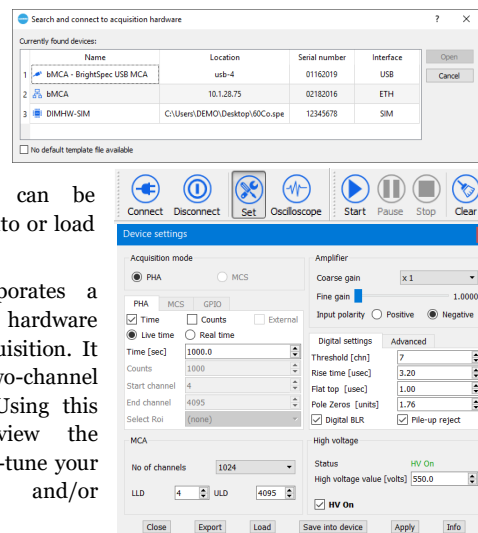 Search and connect to acquisition hardware
Currently found devices:
Name Location Serial number Interface
1 bMCA - BrightSpec USB MCA usb-4 01162019 USB
2 bMCA 10.1.28.75 02182016 ETH
3 DIMHW-SIM C:\Users\DEMO\Desktop\60Co.spe 12345678 SIM
Open
Cancel
No default template file available
can be
to or load
porates a
hardware
uisition. It
wo-channel
Using this
view the
-tune your
and/or
Connect Disconnect Set Oscilloscope Start Pause Stop Clear
Device settings
Acquisition mode
PHA MCS
PHA MCS GPIO
Time Counts External
Live time Real time
Time [sec] 1000.0
Counts 1000
Start channel 4
End channel 4095
Select Roi (none)
MCA
No of channels 1024
LLD 4 ULD 4095
Amplifier
Coarse gain x 1
Fine gain 1.0000
Input polarity Positive Negative
Digital settings Advanced
Threshold [chn] 7
Rise time [usec] 3.20
Flat top [usec] 1.00
Pole Zeros [units] 1.76
Digital BLR Pile-up reject
High voltage
Status HV On
High voltage value [volts] 550.0
HV On
Close Export Load Save into device Apply Info